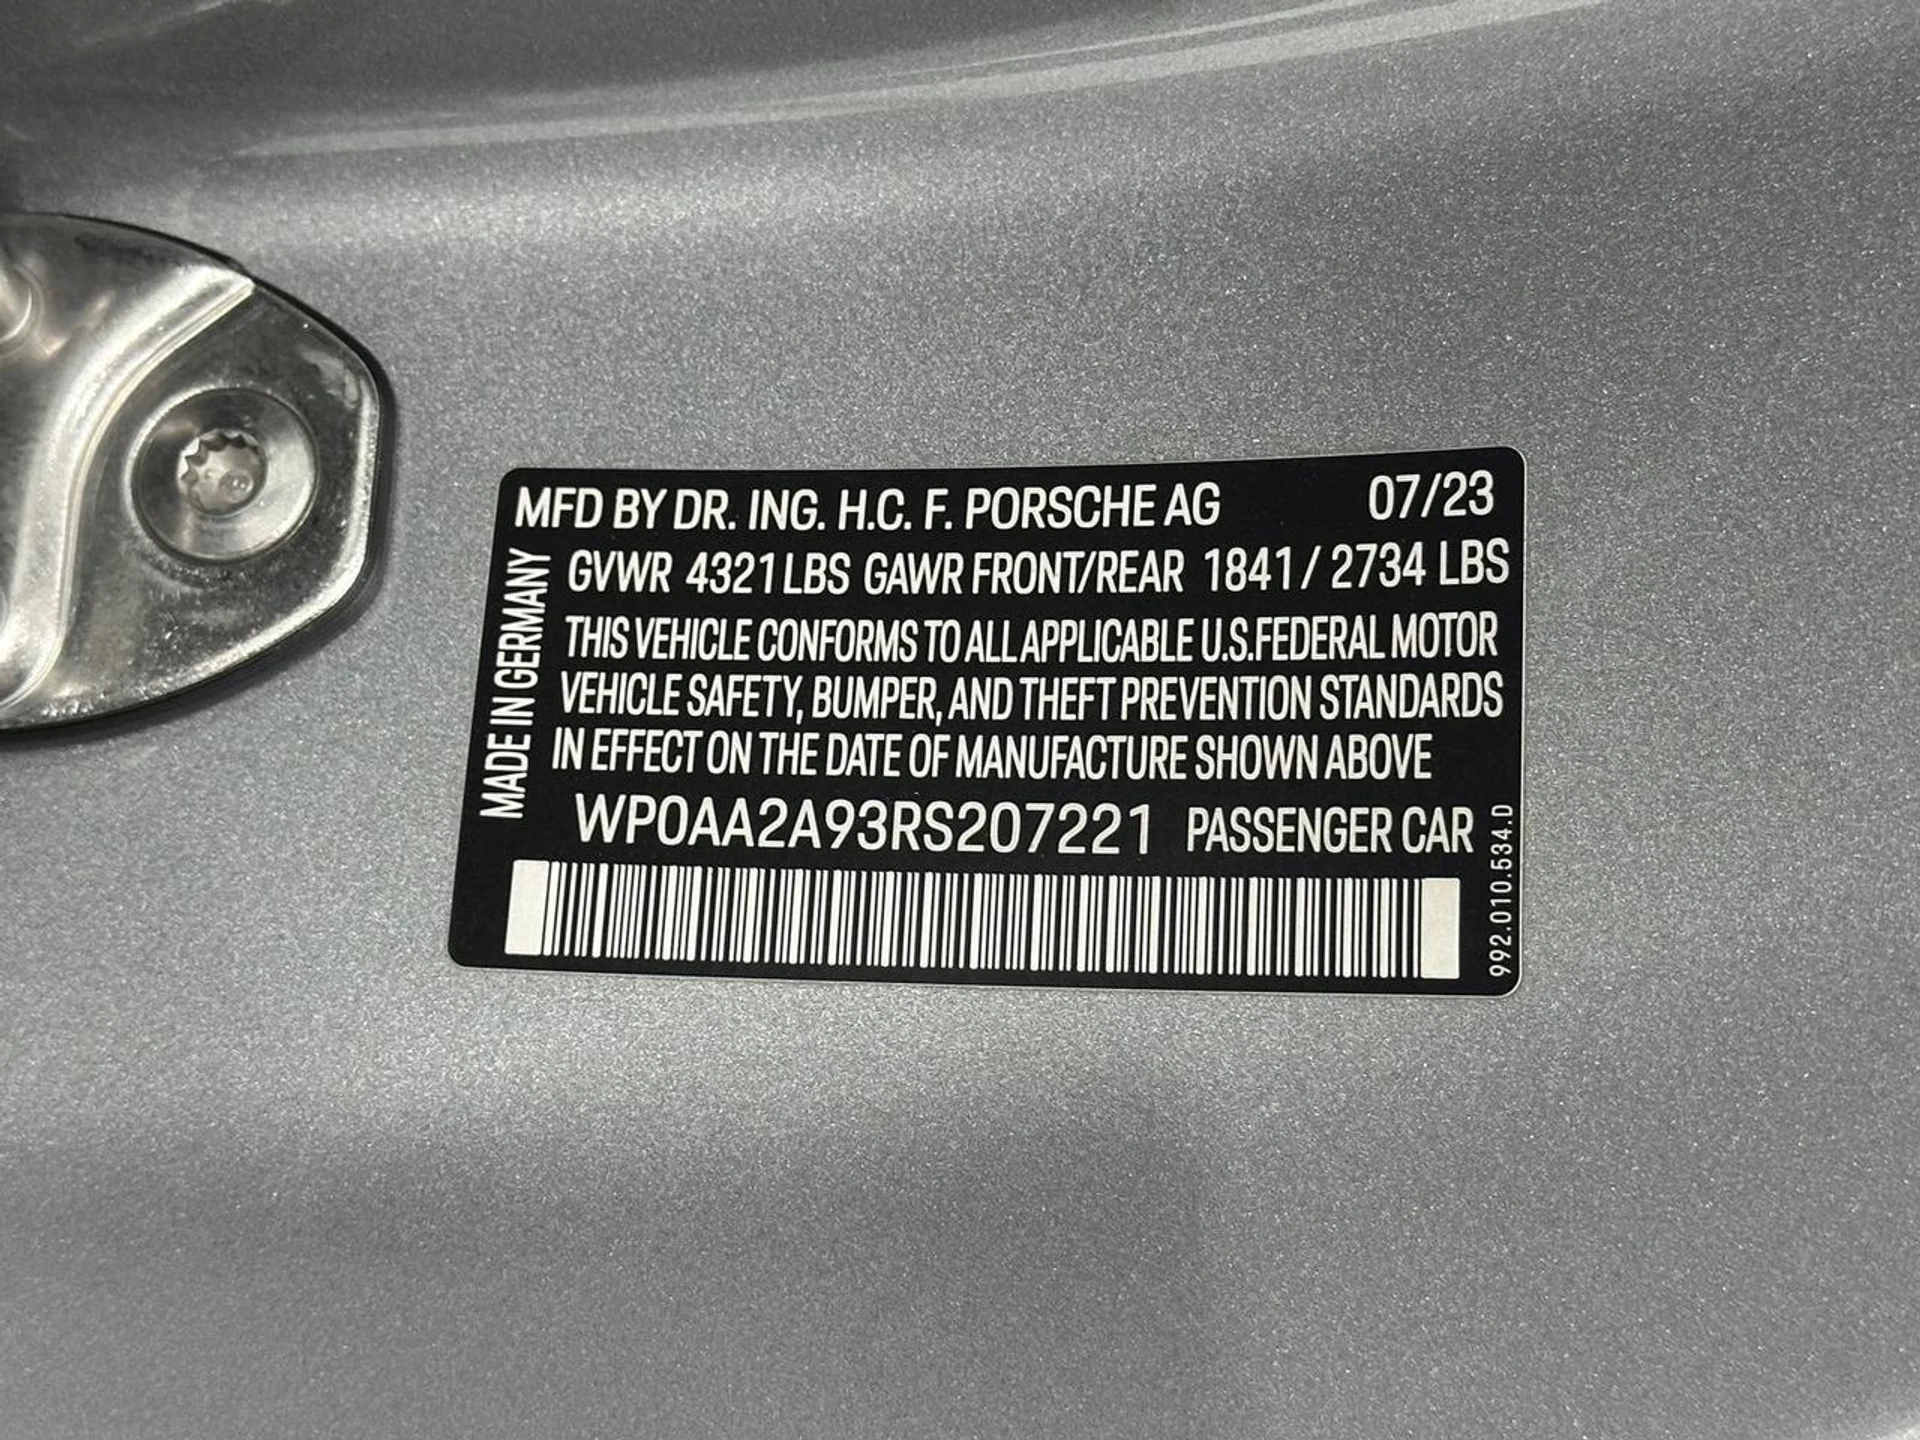 MFD BY DR. ING. H.C. F. PORSCHE AG 07/23
GVWR 4321 LBS GAWR FRONT/REAR 1841 / 2734 LBS
THIS VEHICLE CONFORMS TO ALL APPLICABLE U.S.FEDERAL MOTOR
VEHICLE SAFETY, BUMPER, AND THEFT PREVENTION STANDARDS
IN EFFECT ON THE DATE OF MANUFACTURE SHOWN ABOVE
WP0AA2A93RS207221 PASSENGER CAR
MADE IN GERMANY
992.010.534.D